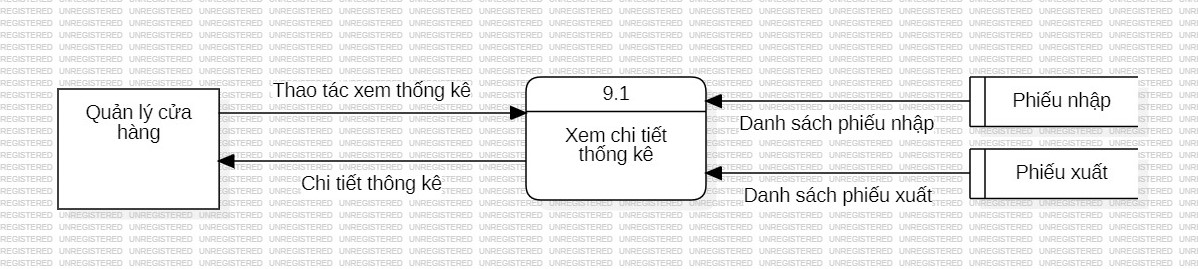 Thao tác xem thống kê
9.1
Phiếu nhập
Quản lý cửa
hàng
Danh sách phiếu nhập
Xem chi tiết
thống kê
Chi tiết thông kê
Phiếu xuất
Danh sách phiếu xuất
UNREGISTERED